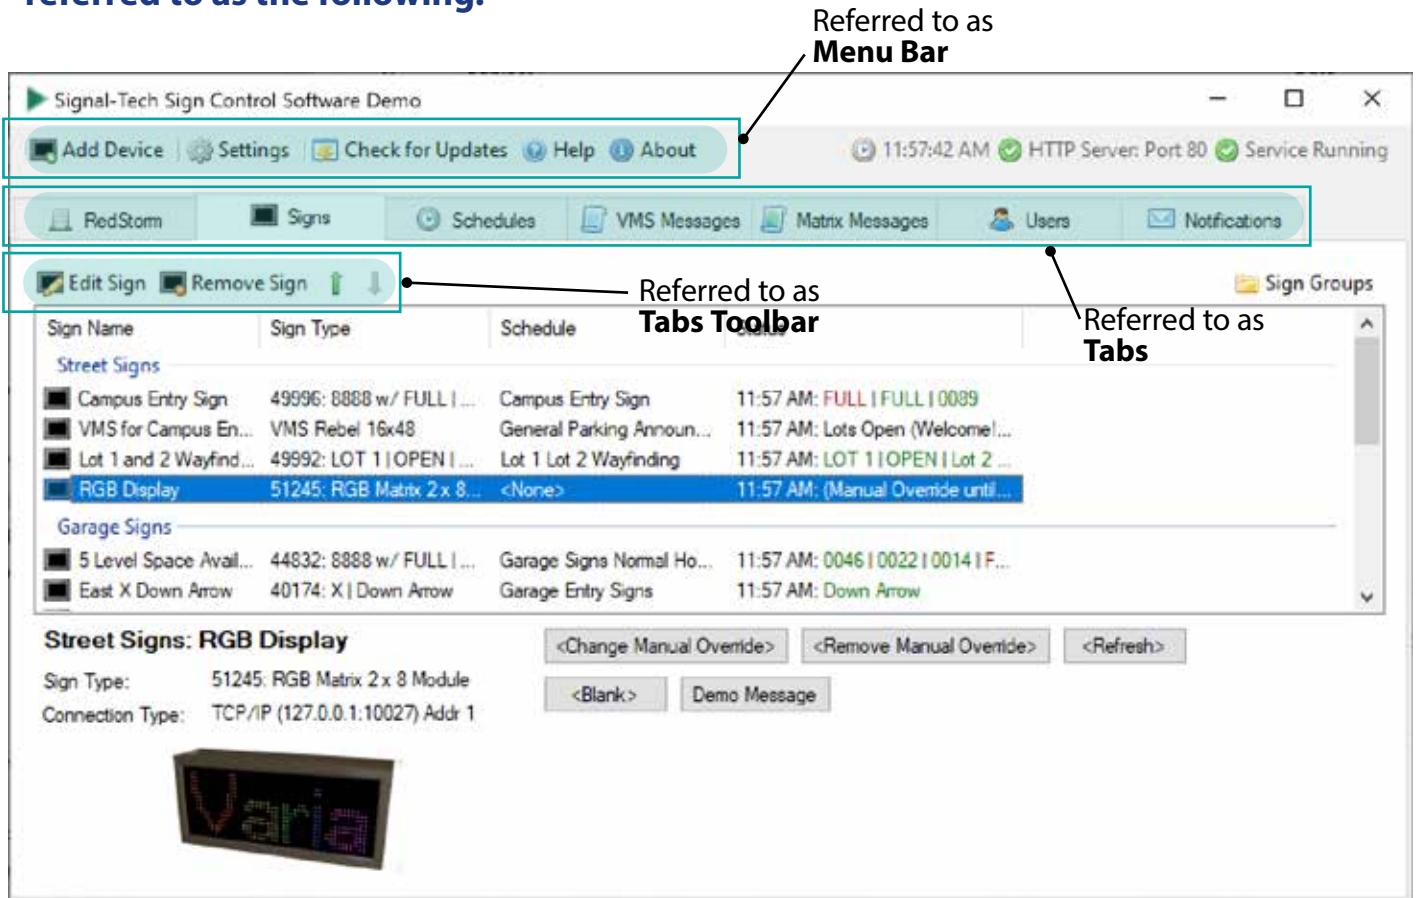 referred to as the following:
Referred to as
Menu Bar
Signal-Tech Sign Control Software Demo
Add Device Settings Check for Updates Help About 11:57:42 AM HTTP Server: Port 80 Service Running
RedStorm Signs Schedules VMS Messages Matrix Messages Users Notifications
Edit Sign Remove Sign Sign Groups
Referred to as
Tabs Toolbar
Referred to as
Tabs
Sign Name Sign Type Schedule Status
Street Signs
Campus Entry Sign 49996: 8888 w/ FULL | ... Campus Entry Sign 11:57 AM: FULL | FULL | 0089
VMS for Campus En... VMS Rebel 16x48 General Parking Announ... 11:57 AM: Lots Open (Welcome!...
Lot 1 and 2 Wayfind... 49992: LOT 1 | OPEN | ... Lot 1 Lot 2 Wayfinding 11:57 AM: LOT 1 | OPEN | Lot 2 ...
RGB Display 51245: RGB Matrix 2 x 8... <None> 11:57 AM: (Manual Override until...
Garage Signs
5 Level Space Avail... 44832: 8888 w/ FULL | ... Garage Signs Normal Ho... 11:57 AM: 0046 | 0022 | 0014 | F...
East X Down Arrow 40174: X | Down Arrow Garage Entry Signs 11:57 AM: Down Arrow
Street Signs: RGB Display
<Change Manual Override> <Remove Manual Override> <Refresh>
Sign Type: 51245: RGB Matrix 2 x 8 Module
<Blank> Demo Message
Connection Type: TCP/IP (127.0.0.1:10027) Addr 1
Varia